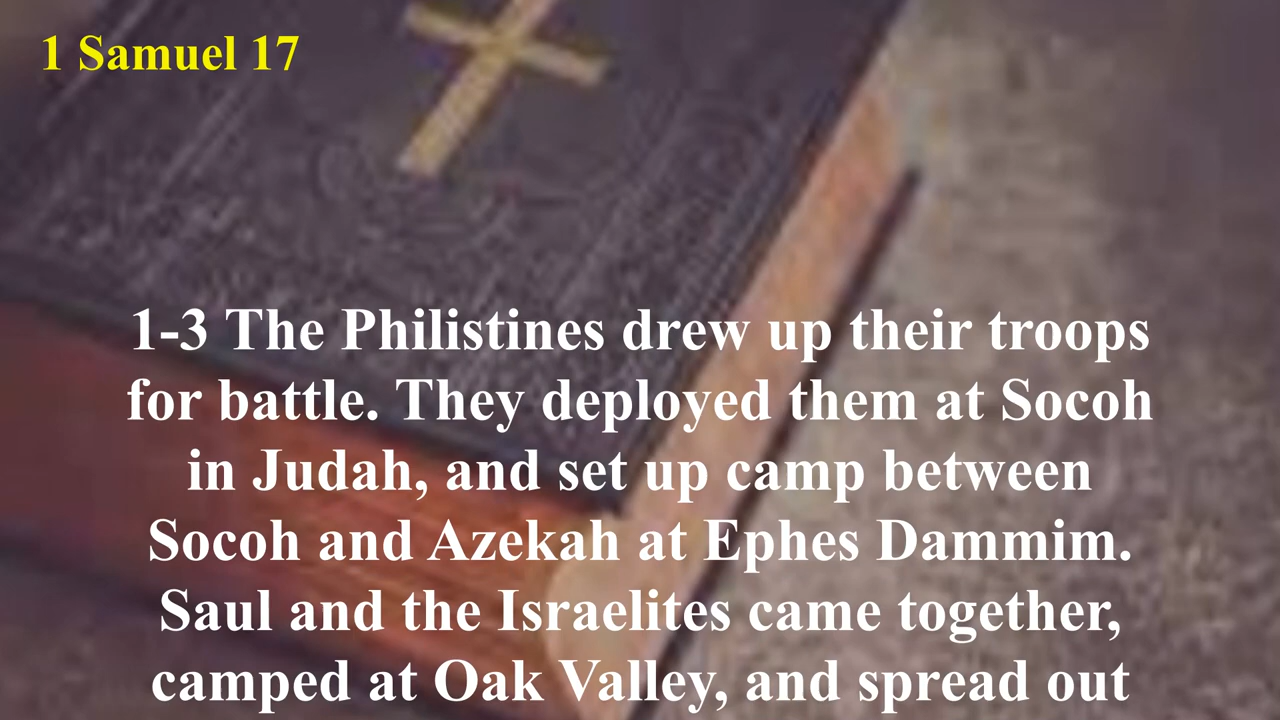 1 Samuel 17
1-3 The Philistines drew up their troops
for battle. They deployed them at Socoh
in Judah, and set up camp between
Socoh and Azekah at Ephes Dammim.
Saul and the Israelites came together,
camped at Oak Valley, and spread out